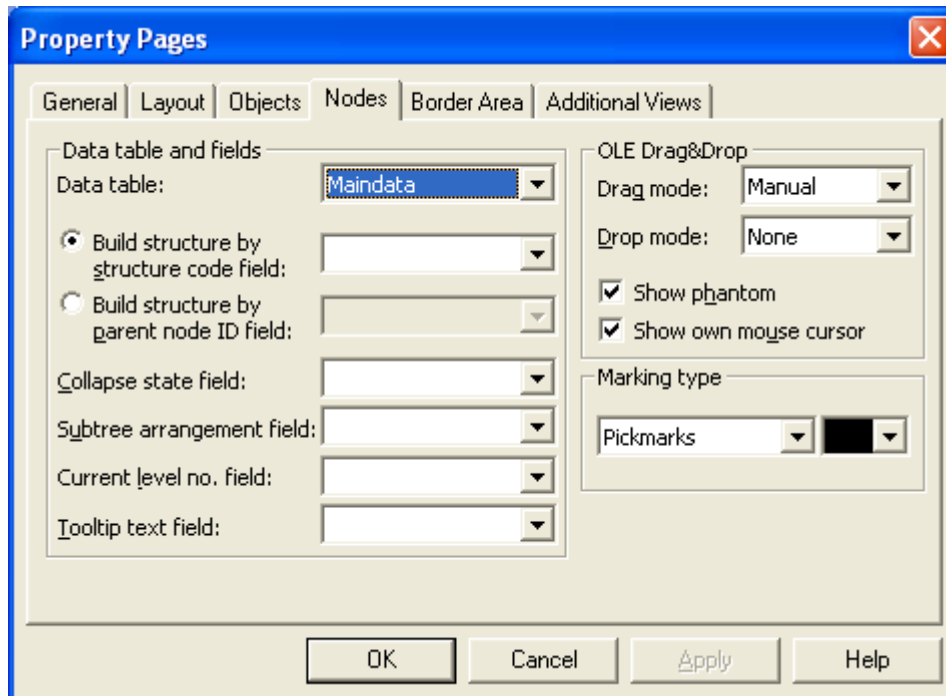 Property Pages
General Layout Objects Nodes Border Area Additional Views
Data table and fields
Data table: Maindata
Build structure by
structure code field:
Build structure by
parent node ID field:
Collapse state field:
Subtree arrangement field:
Current level no. field:
Tooltip text field:
OLE Drag&Drop
Drag mode: Manual
Drop mode: None
Show phantom
Show own mouse cursor
Marking type
Pickmarks
OK Cancel Apply Help